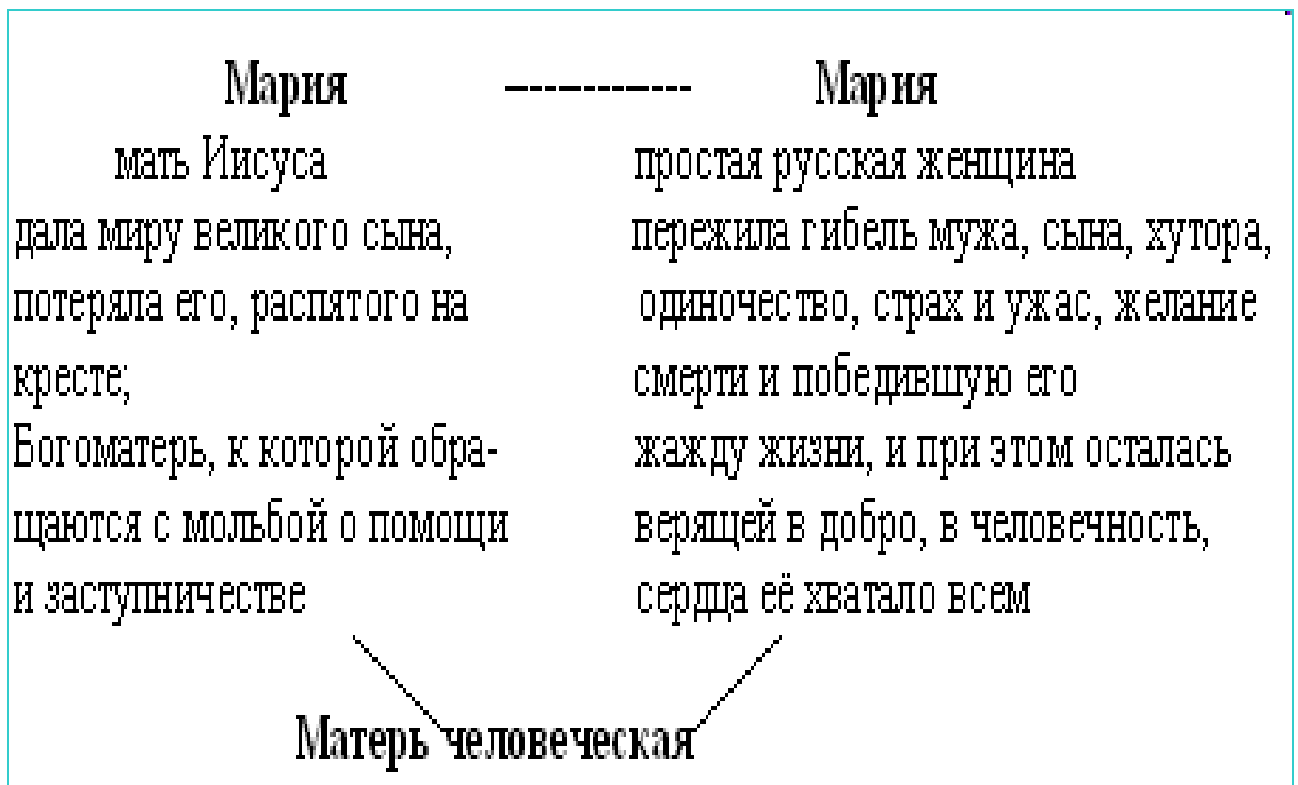 Мария ------------- Мария
мать Иисуса
дала миру великого сына,
потеряла его, распятого на
кресте;
Богоматерь, к которой обра-
щаются с мольбой о помощи
и заступничестве
простая русская женщина
пережила гибель мужа, сына, хутора,
одиночество, страх и ужас, желание
смерти и победившую его
жажду жизни, и при этом осталась
верящей в добро, в человечность,
сердца её хватало всем
Матерь человеческая